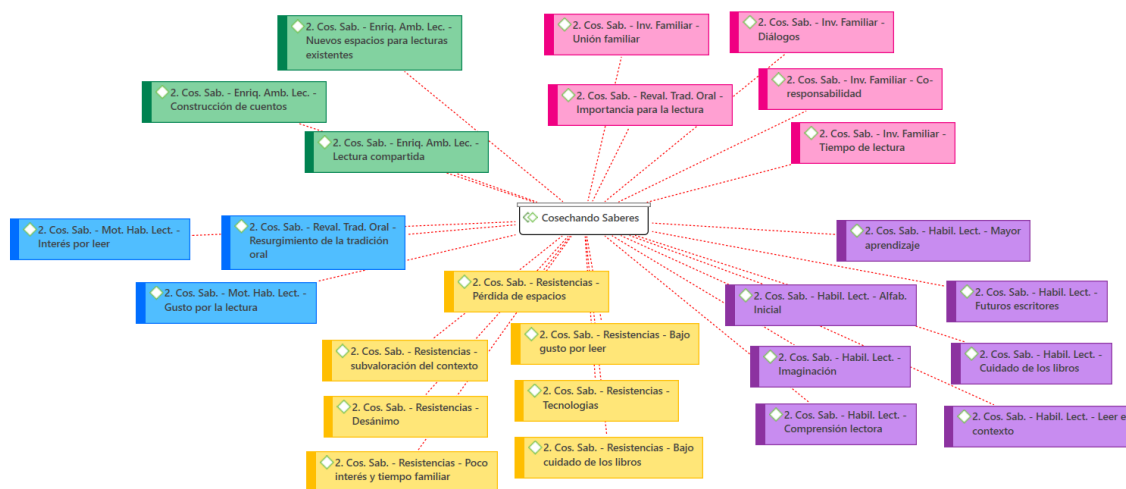 2. Cos. Sab. - Enriq. Amb. Lec. -
Nuevos espacios para lecturas
existentes
2. Cos. Sab. - Inv. Familiar -
Unión familiar
2. Cos. Sab. - Inv. Familiar -
Diálogos
2. Cos. Sab. - Enriq. Amb. Lec. -
Construcción de cuentos
2. Cos. Sab. - Reval. Trad. Oral -
Importancia para la lectura
2. Cos. Sab. - Inv. Familiar - Co-
responsabilidad
2. Cos. Sab. - Enriq. Amb. Lec. -
Lectura compartida
2. Cos. Sab. - Inv. Familiar -
Tiempo de lectura
Cosechando Saberes
2. Cos. Sab. - Mot. Hab. Lect. -
Interés por leer
2. Cos. Sab. - Reval. Trad. Oral -
Resurgimiento de la tradición
oral
2. Cos. Sab. - Habil. Lect. - Mayor
aprendizaje
2. Cos. Sab. - Mot. Hab. Lect. -
Gusto por la lectura
2. Cos. Sab. - Resistencias -
Pérdida de espacios
2. Cos. Sab. - Habil. Lect. - Alfab.
Inicial
2. Cos. Sab. - Habil. Lect. -
Futuros escritores
2. Cos. Sab. - Resistencias -
subvaloración del contexto
2. Cos. Sab. - Resistencias - Bajo
gusto por leer
2. Cos. Sab. - Habil. Lect. -
Imaginación
2. Cos. Sab. - Habil. Lect. -
Cuidado de los libros
2. Cos. Sab. - Resistencias -
Desánimo
2. Cos. Sab. - Resistencias -
Tecnologias
2. Cos. Sab. - Habil. Lect. -
Comprensión lectora
2. Cos. Sab. - Habil. Lect. - Leer e
contexto
2. Cos. Sab. - Resistencias - Poco
interés y tiempo familiar
2. Cos. Sab. - Resistencias - Bajo
cuidado de los libros